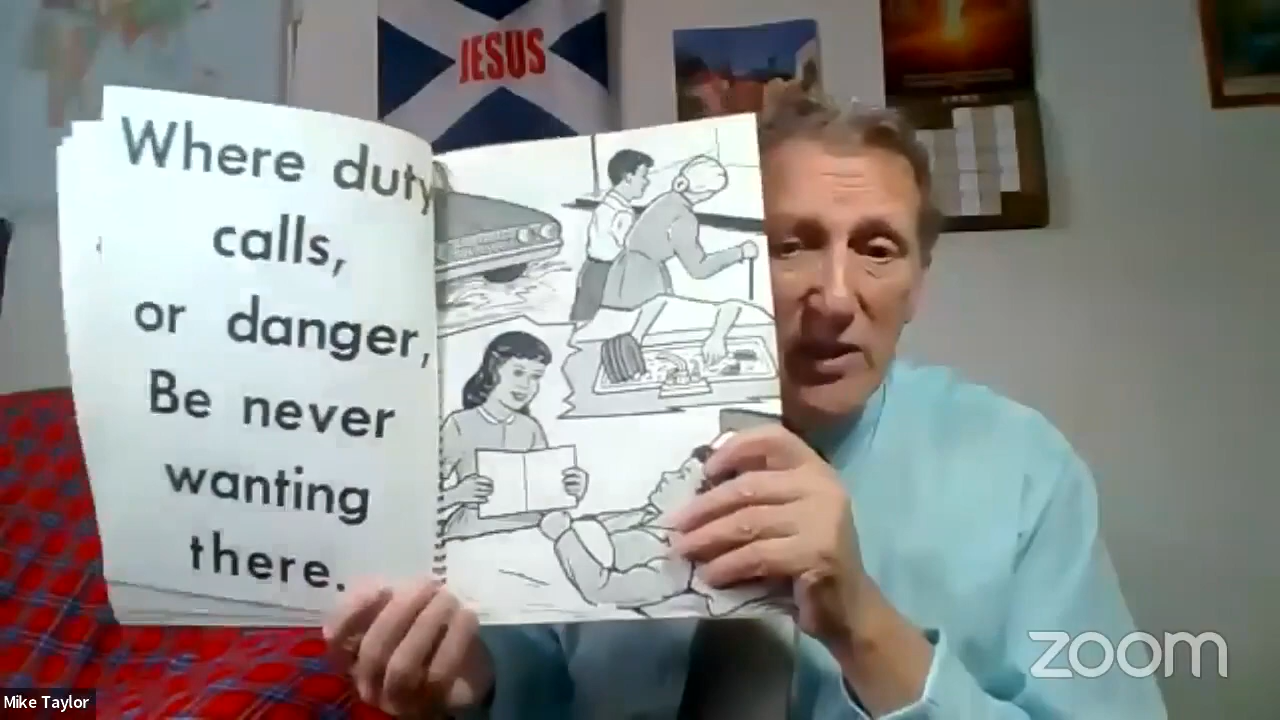 JESUS
Where duty
calls,
or danger,
Be never
wanting
there.
zoom
Mike Taylor